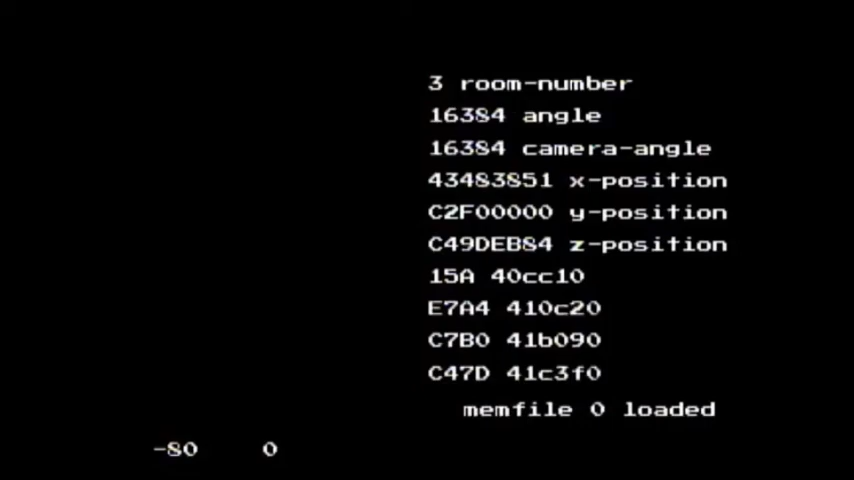 3 room-number
16384 angle
16384 camera-angle
43483851 x-position
C2F00000 y-position
C49DEB84 z-position
15A 40cc10
E7A4 410c20
C7B0 41b090
C47D 41c3f0
memfile 0 loaded
-80 0